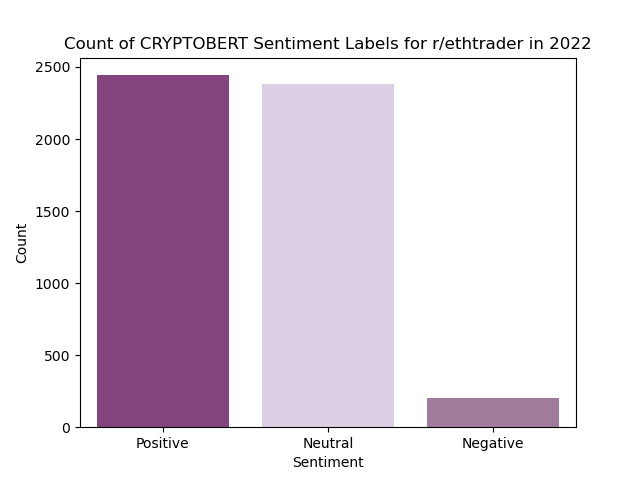 Count of CRYPTOBERT Sentiment Labels for r/ethtrader in 2022
2500
2000
1500
1000
500
0
Count
Positive Neutral Negative
Sentiment